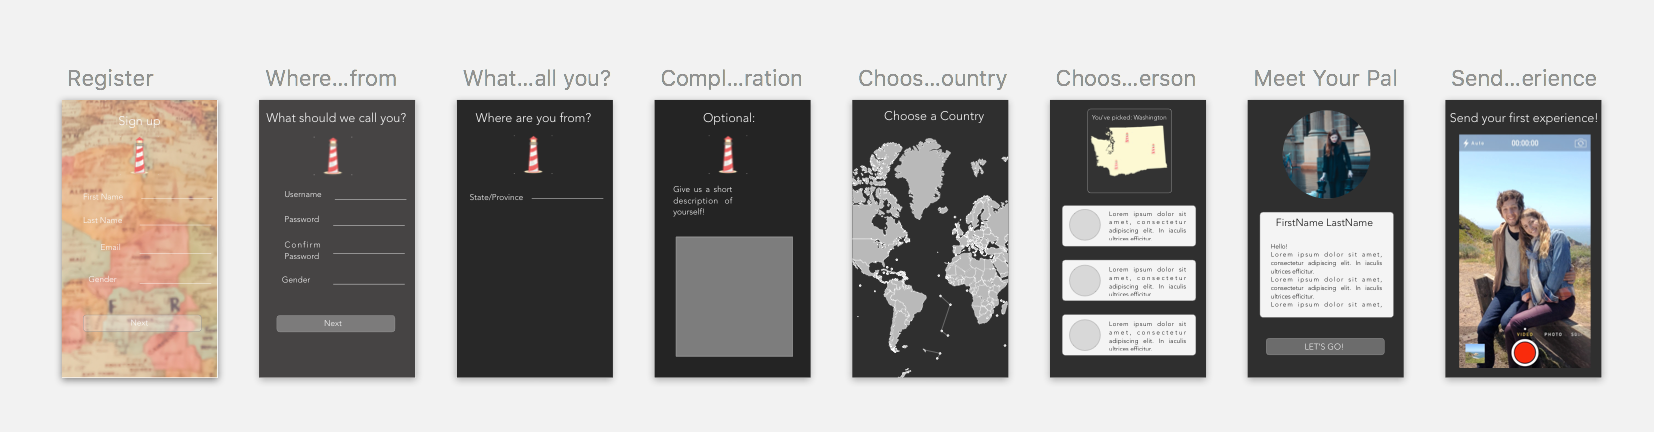 Register
Where...from
What...all you?
Compl...ration
Choos...ountry
Choos...erson
Meet Your Pal
Send...erience
Sign up
First Name
Last Name
Email
Gender
Next
What should we call you?
Username
Password
Confirm
Password
Gender
Next
Where are you from?
State/Province
Optional:
Give us a short
description of
yourself!
Choose a Country
You've picked: Washington
Lorem ipsum dolor sit
amet, consectetur
adipiscing elit. In iaculis
ultrices efficitur.
Lorem ipsum dolor sit
amet, consectetur
adipiscing elit. In iaculis
ultrices efficitur.
Lorem ipsum dolor sit
amet, consectetur
adipiscing elit. In iaculis
ultrices efficitur.
FirstName LastName
Hello!
Lorem ipsum dolor sit amet,
consectetur adipiscing elit. In iaculis
ultrices efficitur.
Lorem ipsum dolor sit amet,
consectetur adipiscing elit. In iaculis
ultrices efficitur.
Lorem ipsum dolor sit amet,
LET'S GO!
Send your first experience!
Auto 00:00:00
VIDEO PHOTO